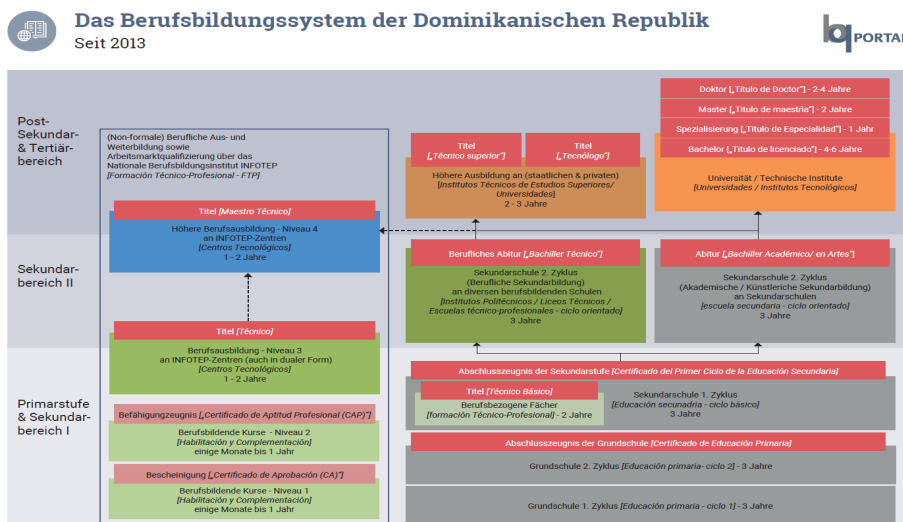 Das Berufsbildungssystem der Dominikanischen Republik
Seit 2013
bq PORTAL
Post-
Sekundar-
& Tertiär-
bereich
(Non-formale) Berufliche Aus- und
Weiterbildung sowie
Arbeitsmarktqualifizierung über das
Nationale Berufsbildungsinstitut INFOTEP
[Formación Técnico-Profesional - FTP]
Titel [Maestro Técnico]
Höhere Berufsausbildung - Niveau 4
an INFOTEP-Zentren
[Centros Tecnológicos]
1 - 2 Jahre
Titel
[„Técnico superior"]
Titel
[„Tecnólogo"]
Höhere Ausbildung an (staatlichen & privaten)
[Institutos Técnicos de Estudios Superiores/
Universidades]
2 - 3 Jahre
Doktor [„Titulo de Doctor"] - 2-4 Jahre
Master [„Titulo de maestria"] - 2 Jahre
Spezialisierung [„Titulo de Especialidad"] - 1 Jahr
Bachelor [„Titulo de licenciado"] - 4-6 Jahre
Universität / Technische Institute
[Universidades / Institutos Tecnológicos]
Sekundar-
bereich II
Titel [Técnico]
Berufsausbildung - Niveau 3
an INFOTEP-Zentren (auch in dualer Form)
[Centros Tecnológicos]
1 - 2 Jahre
Berufliches Abitur [„Bachiller Técnico"]
Sekundarschule 2. Zyklus
(Berufliche Sekundarbildung)
an diversen berufsbildenden Schulen
[Institutos Politécnicos / Liceos Técnicos /
Escuelas técnico-profesionales - ciclo orientado]
3 Jahre
Abitur [„Bachiller Académico/ en Artes"]
Sekundarschule 2. Zyklus
(Akademische / Künstleriche Sekundarbildung)
an Sekundarschulen
[escuela secundaria - ciclo orientado]
3 Jahre
Primarstufe
& Sekundar-
bereich I
Befähigungzeugnis [„Certificado de Aptitud Profesional (CAP)"]
Berufsbildende Kurse - Niveau 2
[Habilitación y Complementación]
einige Monate bis 1 Jahr
Bescheinigung [„Certificado de Aprobación (CA)"]
Berufsbildende Kurse - Niveau 1
[Habilitación y Complementación]
einige Monate bis 1 Jahr
Abschlusszeugnis der Sekundarstufe [Certificado del Primer Ciclo de la Educación Secundaria]
Titel [Técnico Básico]
Berufsbezogene Fächer
[formación Técnico-Profesional] - 2 Jahre
Sekundarschule 1. Zyklus
[Educación secunadria - ciclo básico]
3 Jahre
Abschlusszeugnis der Grundschule [Certificado de Educación Primaria]
Grundschule 2. Zyklus [Educación primaria- ciclo 2] - 3 Jahre
Grundschule 1. Zyklus [Educación primaria - ciclo 1] - 3 Jahre